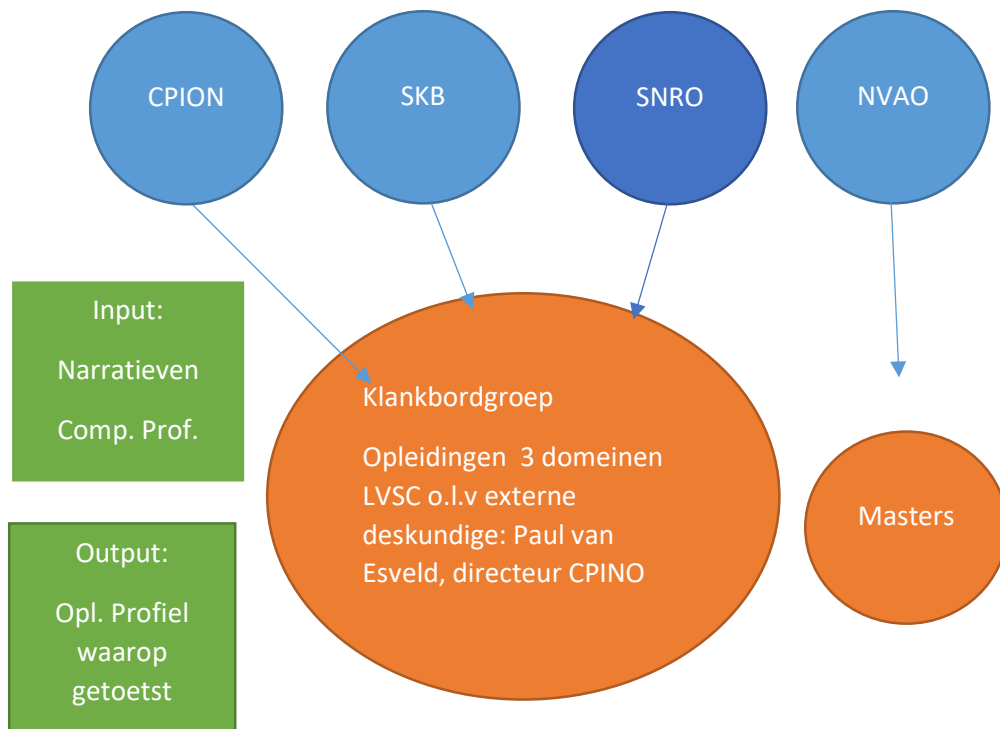 CPION
SKB
SNRO
NVAO
Input:
Narratieven
Comp. Prof.
Klankbordgroep
Opleidingen 3 domeinen
LVSC o.l.v externe
deskundige: Paul van
Esveld, directeur CPINO
Masters
Output:
Opl. Profiel
waarop
getoetst